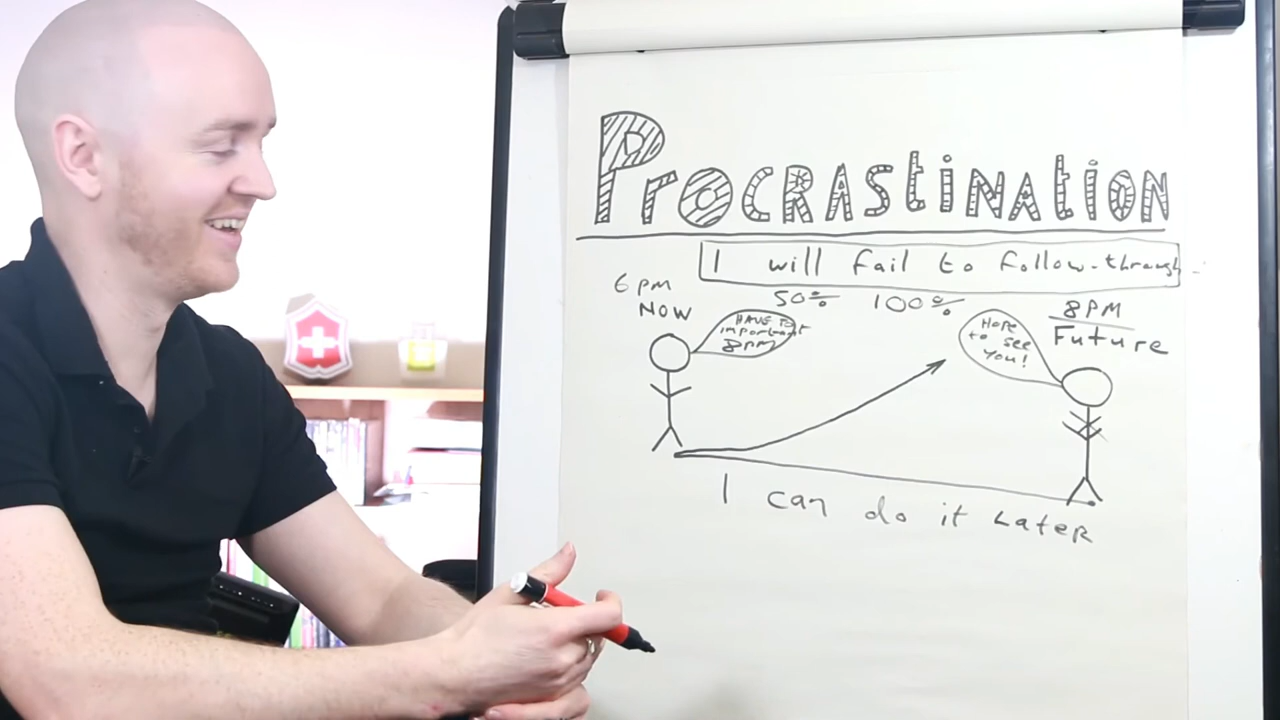 Procrastination
I will fail to follow-through
50% 100%
6pm
NOW
HAVE TO
important
8pm
Hope
to see
you!
8PM
Future
I can do it Later